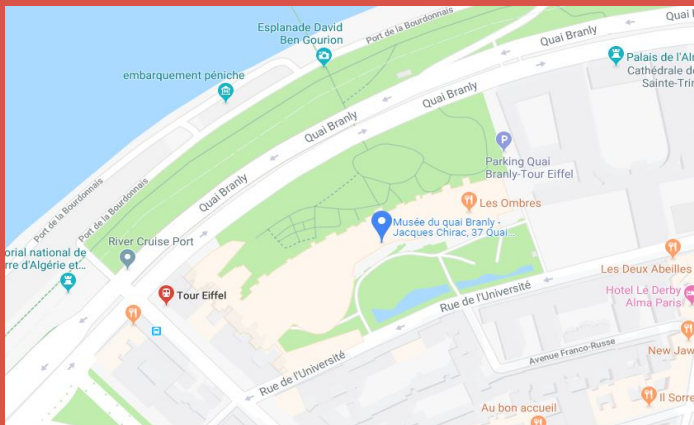 Esplanade David
Ben Gourion
Port de la Bourdonnais
Quai Branly
Quai
embarquement péniche
Quai Branly
Palais de l'Alm
Cathédrale de
Sainte-Trin
Parking Quai
Branly-Tour Eiffel
Port de la Bourdonnais
Port de la Bourdonnais
Quai Branly
Les Ombres
Musée du quai Branly -
Jacques Chirac, 37 Quai...
River Cruise Port
orial national de
rre d'Algérie et...
Tour Eiffel
Les Deux Abeilles
Hotel Le Derby
Alma Paris
Rue de l'Université
Avenue Franco-Russe
New Jaw
Rue de l'Université
Il Sorre
Au bon accueil